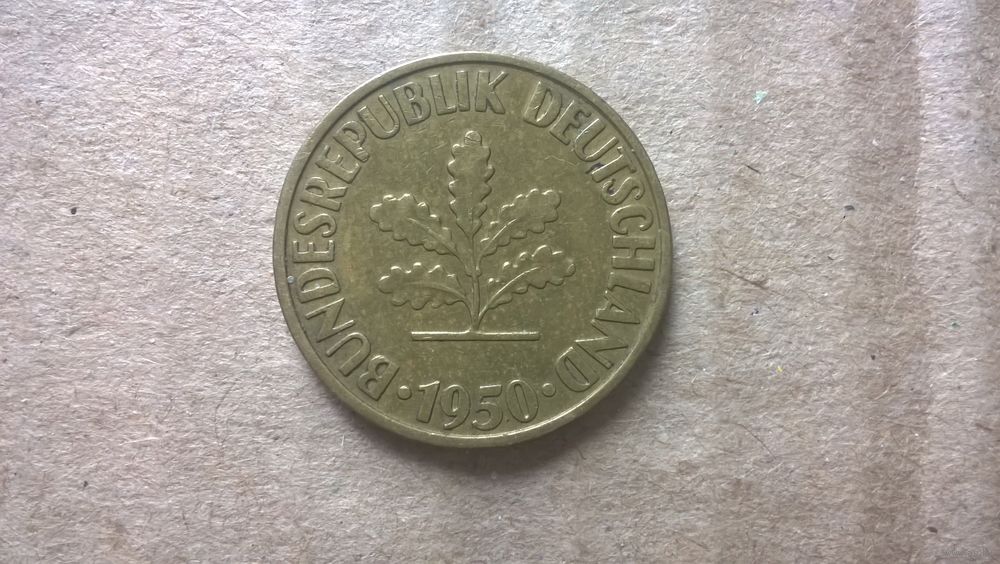 BUNDESREPUBLIK DEUTSCHLAND
· 1950 ·